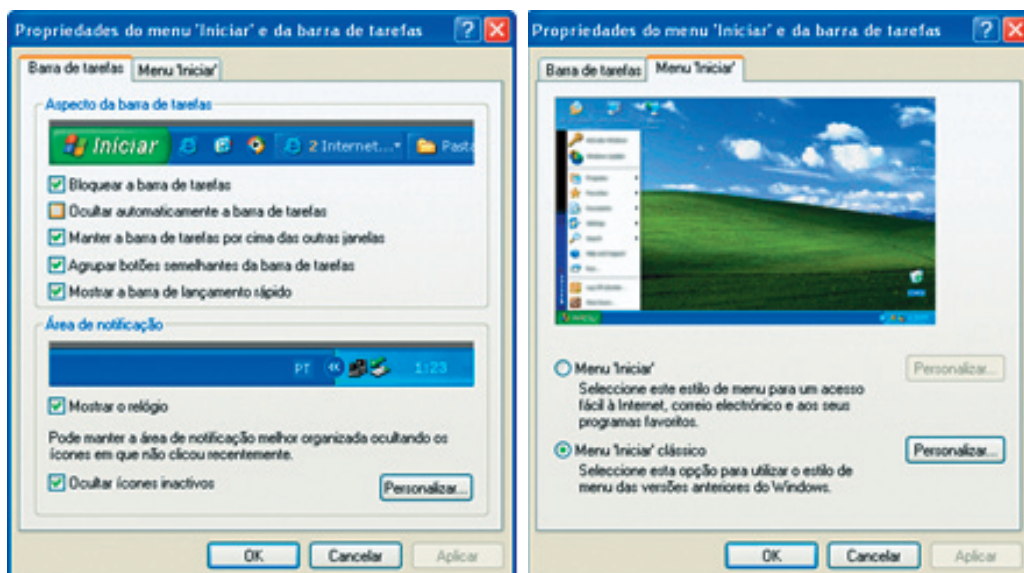 Propriedades do menu 'Iniciar' e da barra de tarefas
Barra de tarefas
Menu 'Iniciar'
Aspecto da barra de tarefas
Iniciar
2 Internet...
Pasta
Bloquear a barra de tarefas
Ocultar automaticamente a barra de tarefas
Manter a barra de tarefas por cima das outras janelas
Agrupar botões semelhantes da barra de tarefas
Mostrar a barra de lançamento rápido
Área de notificação
PT
1:23
Mostrar o relógio
Pode manter a área de notificação melhor organizada ocultando os
ícones em que não clicou recentemente.
Ocultar ícones inactivos
Personalizar...
OK
Cancelar
Aplicar
Propriedades do menu 'Iniciar' e da barra de tarefas
Barra de tarefas
Menu 'Iniciar'
Menu 'Iniciar'
Personalizar...
Seleccione este estilo de menu para um acesso
fácil à Internet, correio electrónico e aos seus
programas favoritos.
Menu 'Iniciar' clássico
Personalizar...
Seleccione esta opção para utilizar o estilo de
menu das versões anteriores do Windows.
OK
Cancelar
Aplicar